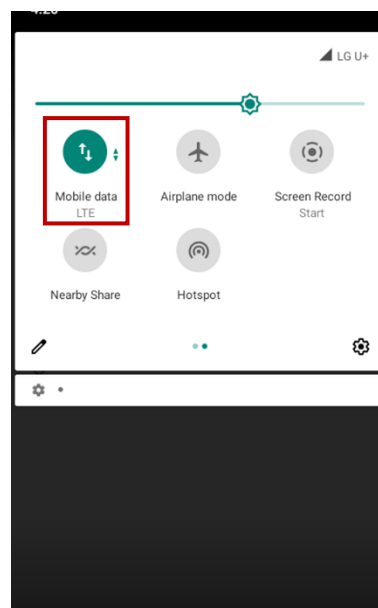 LG U+
Mobile data
LTE
Airplane mode
Screen Record
Start
Nearby Share
Hotspot